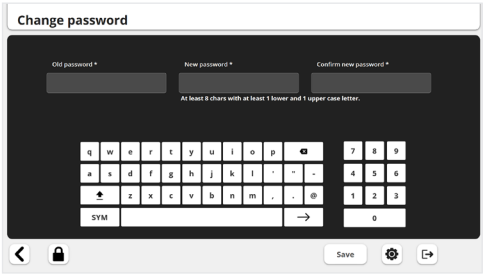 Change password
Old password *
New password *
Confirm new password *
At least 8 chars with at least 1 lower and 1 upper case letter.
q w e r t y u i o p 7 8 9
a s d f g h j k l ' " - 4 5 6
z x c v b n m , . @ 1 2 3
SYM 0
Save